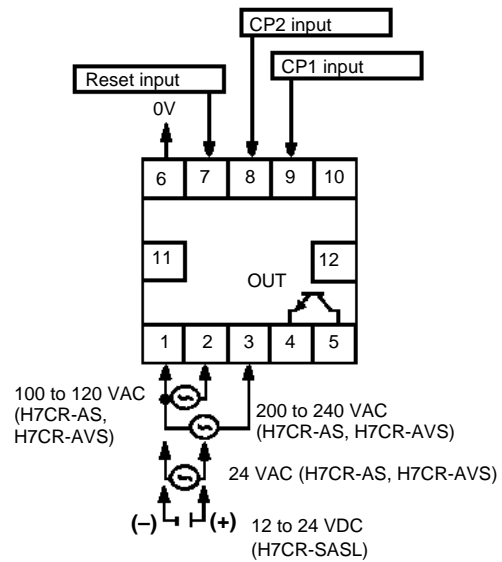 CP2 input
CP1 input
Reset input
0V
6 7 8 9 10
11 12
OUT
1 2 3 4 5
100 to 120 VAC
(H7CR-AS,
H7CR-AVS)
200 to 240 VAC
(H7CR-AS, H7CR-AVS)
24 VAC (H7CR-AS, H7CR-AVS)
(–) (+)
12 to 24 VDC
(H7CR-SASL)